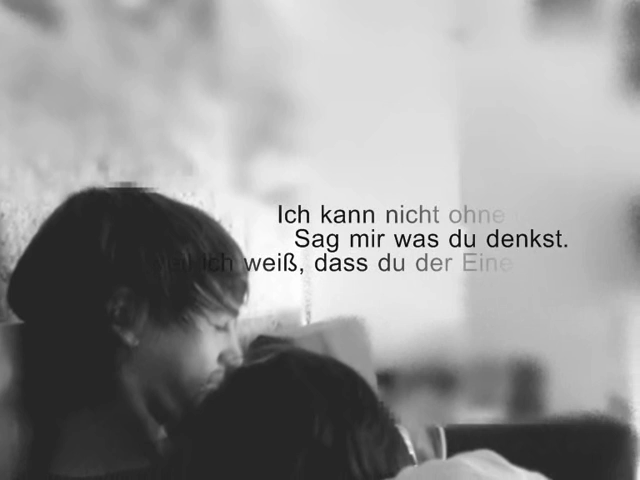 Ich kann nicht ohne
Sag mir was du denkst.
ich weiß, dass du der Eine